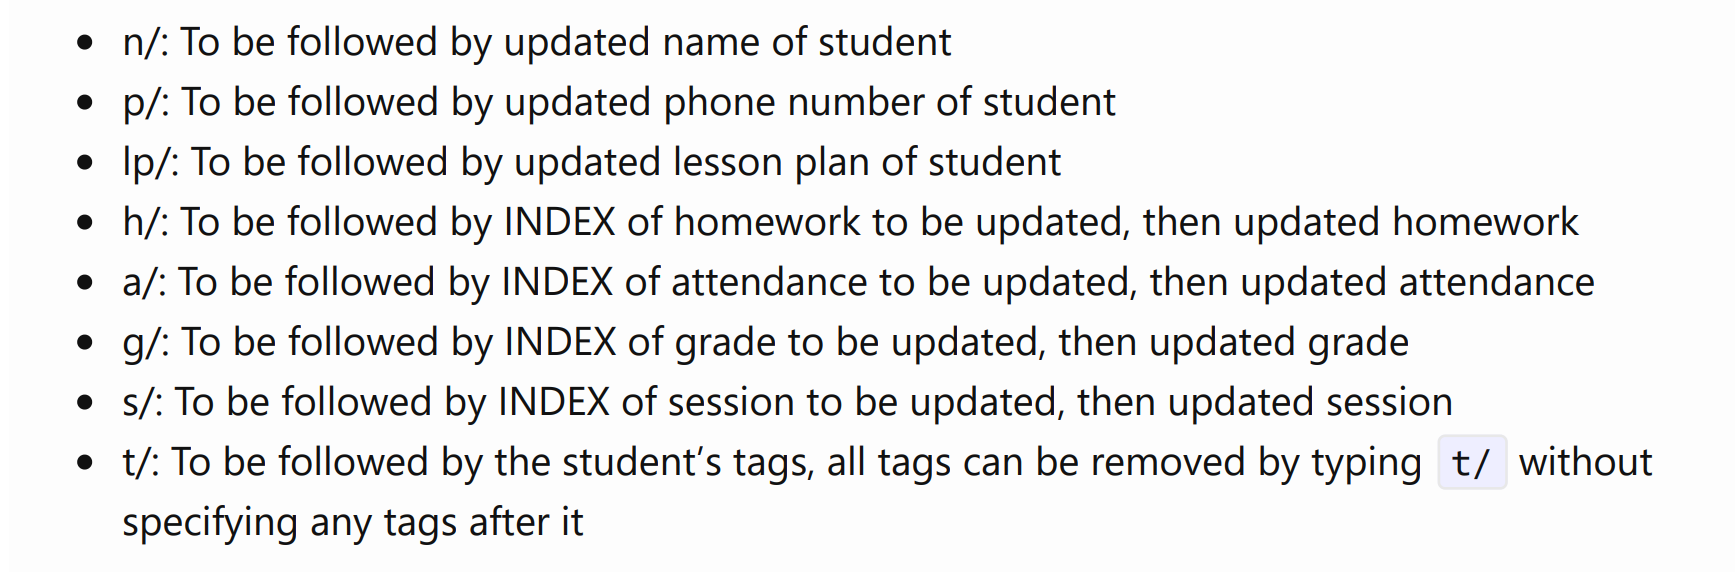 • n/: To be followed by updated name of student
• p/: To be followed by updated phone number of student
• lp/: To be followed by updated lesson plan of student
• h/: To be followed by INDEX of homework to be updated, then updated homework
• a/: To be followed by INDEX of attendance to be updated, then updated attendance
• g/: To be followed by INDEX of grade to be updated, then updated grade
• s/: To be followed by INDEX of session to be updated, then updated session
• t/: To be followed by the student’s tags, all tags can be removed by typing t/ without
specifying any tags after it